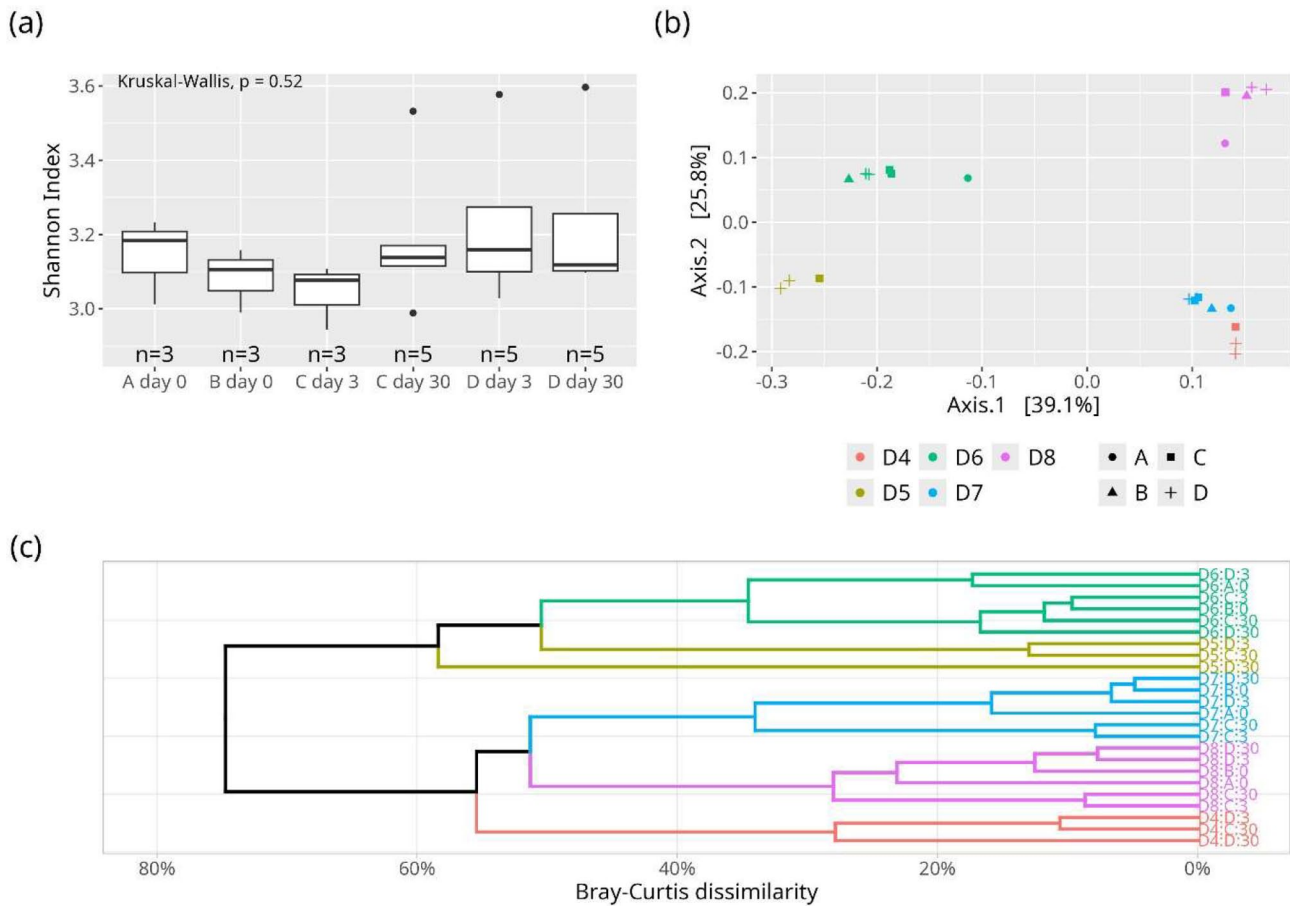 (a)
Kruskal-Wallis, p = 0.52
Shannon Index
3.6
3.4
3.2
3.0
n=3 n=3 n=3 n=5 n=5 n=5
A day 0 B day 0 C day 3 C day 30 D day 3 D day 30
(b)
Axis.2 [25.8%]
0.2
0.1
0.0
-0.1
-0.2
-0.3 -0.2 -0.1 0.0 0.1
Axis.1 [39.1%]
D4 D6 D8 A C
D5 D7 B D
(c)
D6:D:3
D6:A:0
D6:C:3
D6:B:0
D6:C:30
D6:D:30
D5:D:3
D5:C:30
D5:D:30
D7:D:30
D7:B:0
D7:D:3
D7:A:0
D7:C:30
D7:C:3
D8:D:30
D8:D:3
D8:B:0
D8:A:0
D8:C:30
D8:C:3
D4:D:3
D4:C:30
D4:D:30
80% 60% 40% 20% 0%
Bray-Curtis dissimilarity